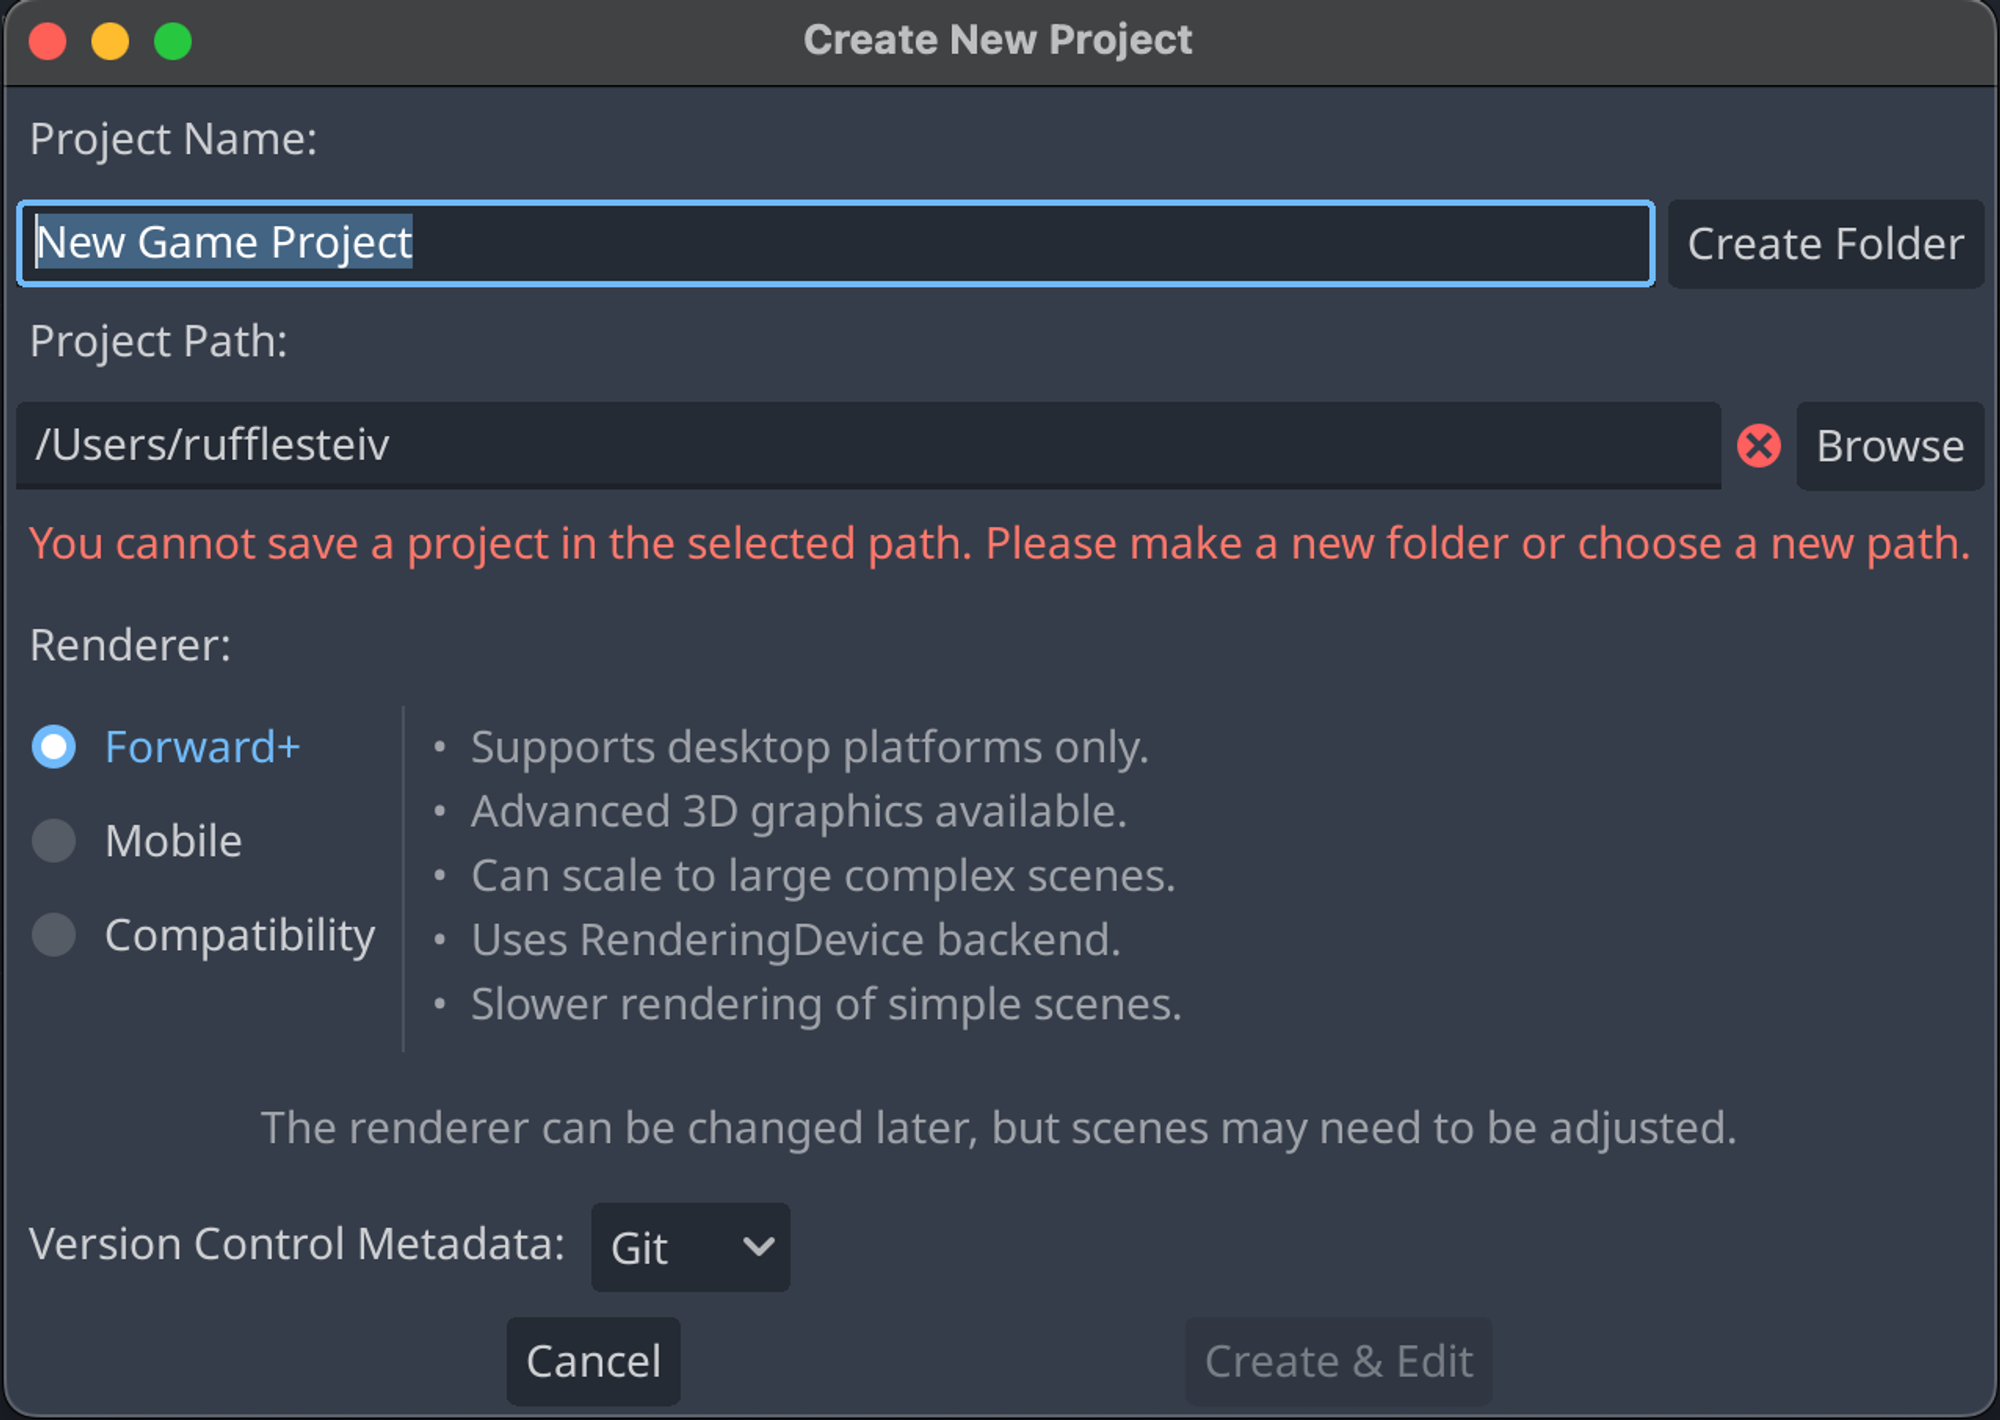 Create New Project
Project Name:
New Game Project
Create Folder
Project Path:
/Users/rufflesteiv
Browse
You cannot save a project in the selected path. Please make a new folder or choose a new path.
Renderer:
Forward+
Mobile
Compatibility
• Supports desktop platforms only.
• Advanced 3D graphics available.
• Can scale to large complex scenes.
• Uses RenderingDevice backend.
• Slower rendering of simple scenes.
The renderer can be changed later, but scenes may need to be adjusted.
Version Control Metadata: Git
Cancel
Create & Edit